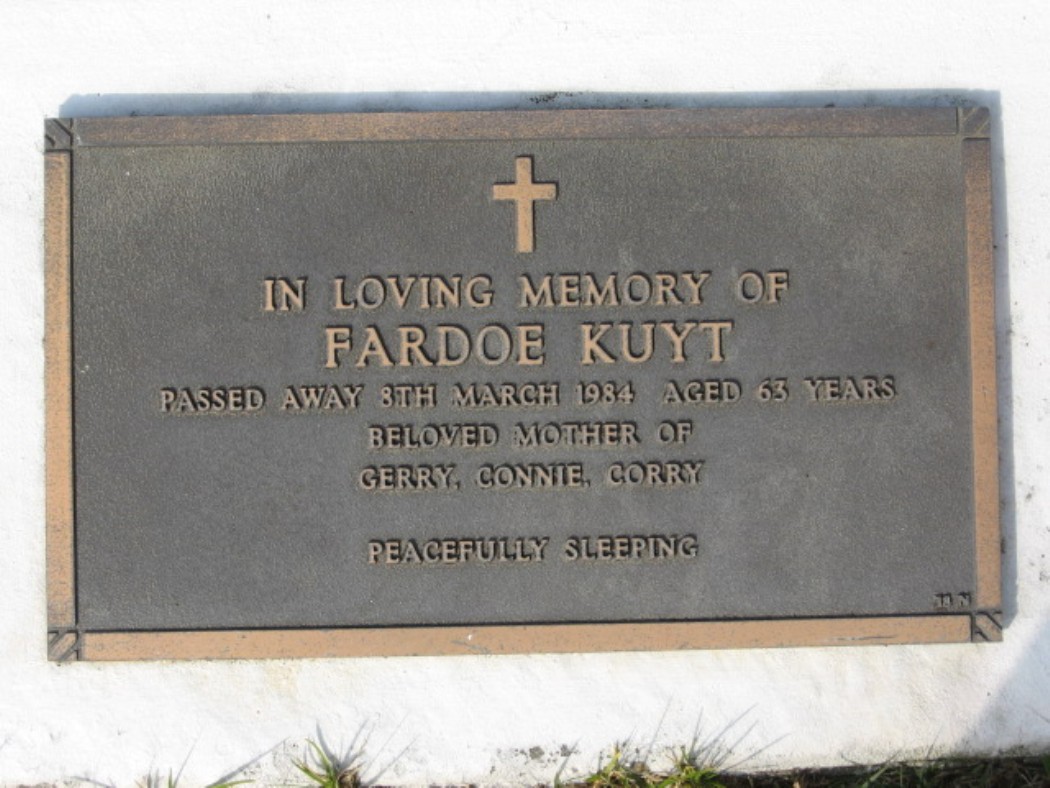 IN LOVING MEMORY OF
FARDOE KUYT
PASSED AWAY 8TH MARCH 1984 AGED 63 YEARS
BELOVED MOTHER OF
GERRY, CONNIE, CORRY
PEACEFULLY SLEEPING